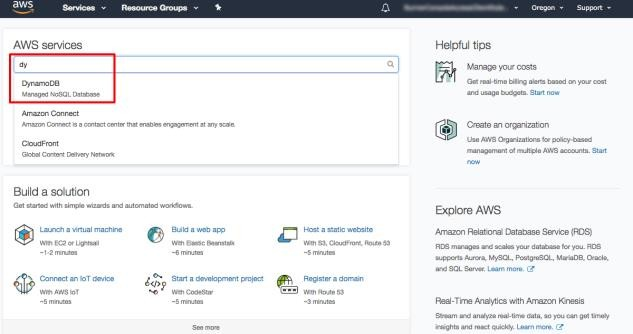 aws
Services
Resource Groups
Oregon
Support
AWS services
dy
DynamoDB
Managed NoSQL Database
Amazon Connect
Amazon Connect is a contact center that enables engagement at any scale.
CloudFront
Global Content Delivery Network
Helpful tips
Manage your costs
Get real-time billing alerts based on your cost
and usage budgets. Start now
Create an organization
Use AWS Organizations for policy-based
management of multiple AWS accounts. Start
now
Build a solution
Get started with simple wizards and automated workflows.
Launch a virtual machine
With EC2 or Lightsail
~1-2 minutes
Build a web app
With Elastic Beanstalk
~6 minutes
Host a static website
With S3, CloudFront, Route 53
~5 minutes
Connect an IoT device
With AWS IoT
~5 minutes
Start a development project
With CodeStar
~5 minutes
Register a domain
With Route 53
~3 minutes
See more
Explore AWS
Amazon Relational Database Service (RDS)
RDS manages and scales your database for you. RDS
supports Aurora, MySQL, PostgreSQL, MariaDB, Oracle,
and SQL Server. Learn more.
Real-Time Analytics with Amazon Kinesis
Stream and analyze real-time data, so you can get timely
insights and react quickly. Learn more.